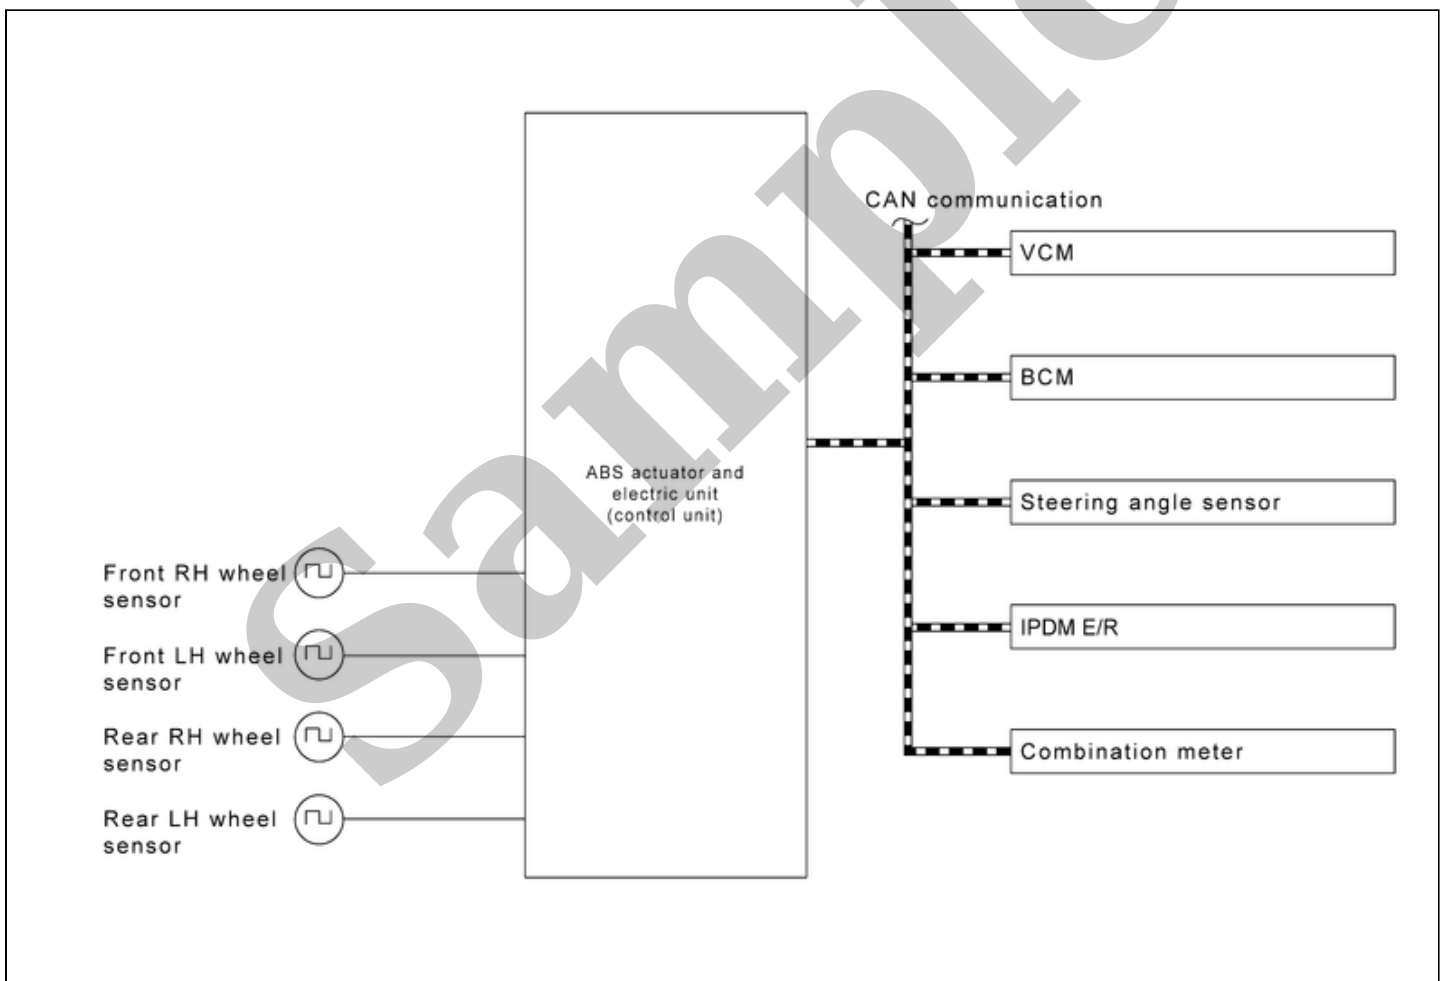 Sample
CAN communication
VCM
BCM
Steering angle sensor
IPDM E/R
Combination meter
ABS actuator and
electric unit
(control unit)
Front RH wheel
sensor
Front LH wheel
sensor
Rear RH wheel
sensor
Rear LH wheel
sensor